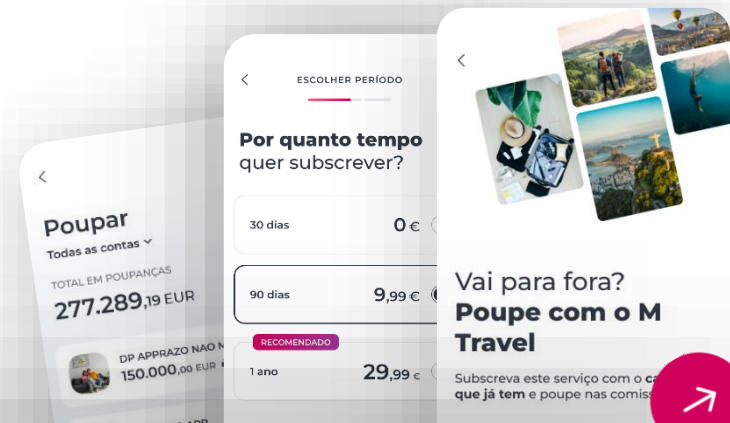 Poupar
Todas as contas
TOTAL EM POUPANÇAS
277.289,19 EUR
DP APPRAZO NAO
150.000,00 EUR
ESCOLHER PERÍODO
Por quanto tempo
quer subscrever?
30 dias 0 €
90 dias 9,99 €
RECOMENDADO
1 ano 29,99 €
Vai para fora?
Poupe com o M
Travel
Subscreva este serviço com o
que já tem e poupe nas